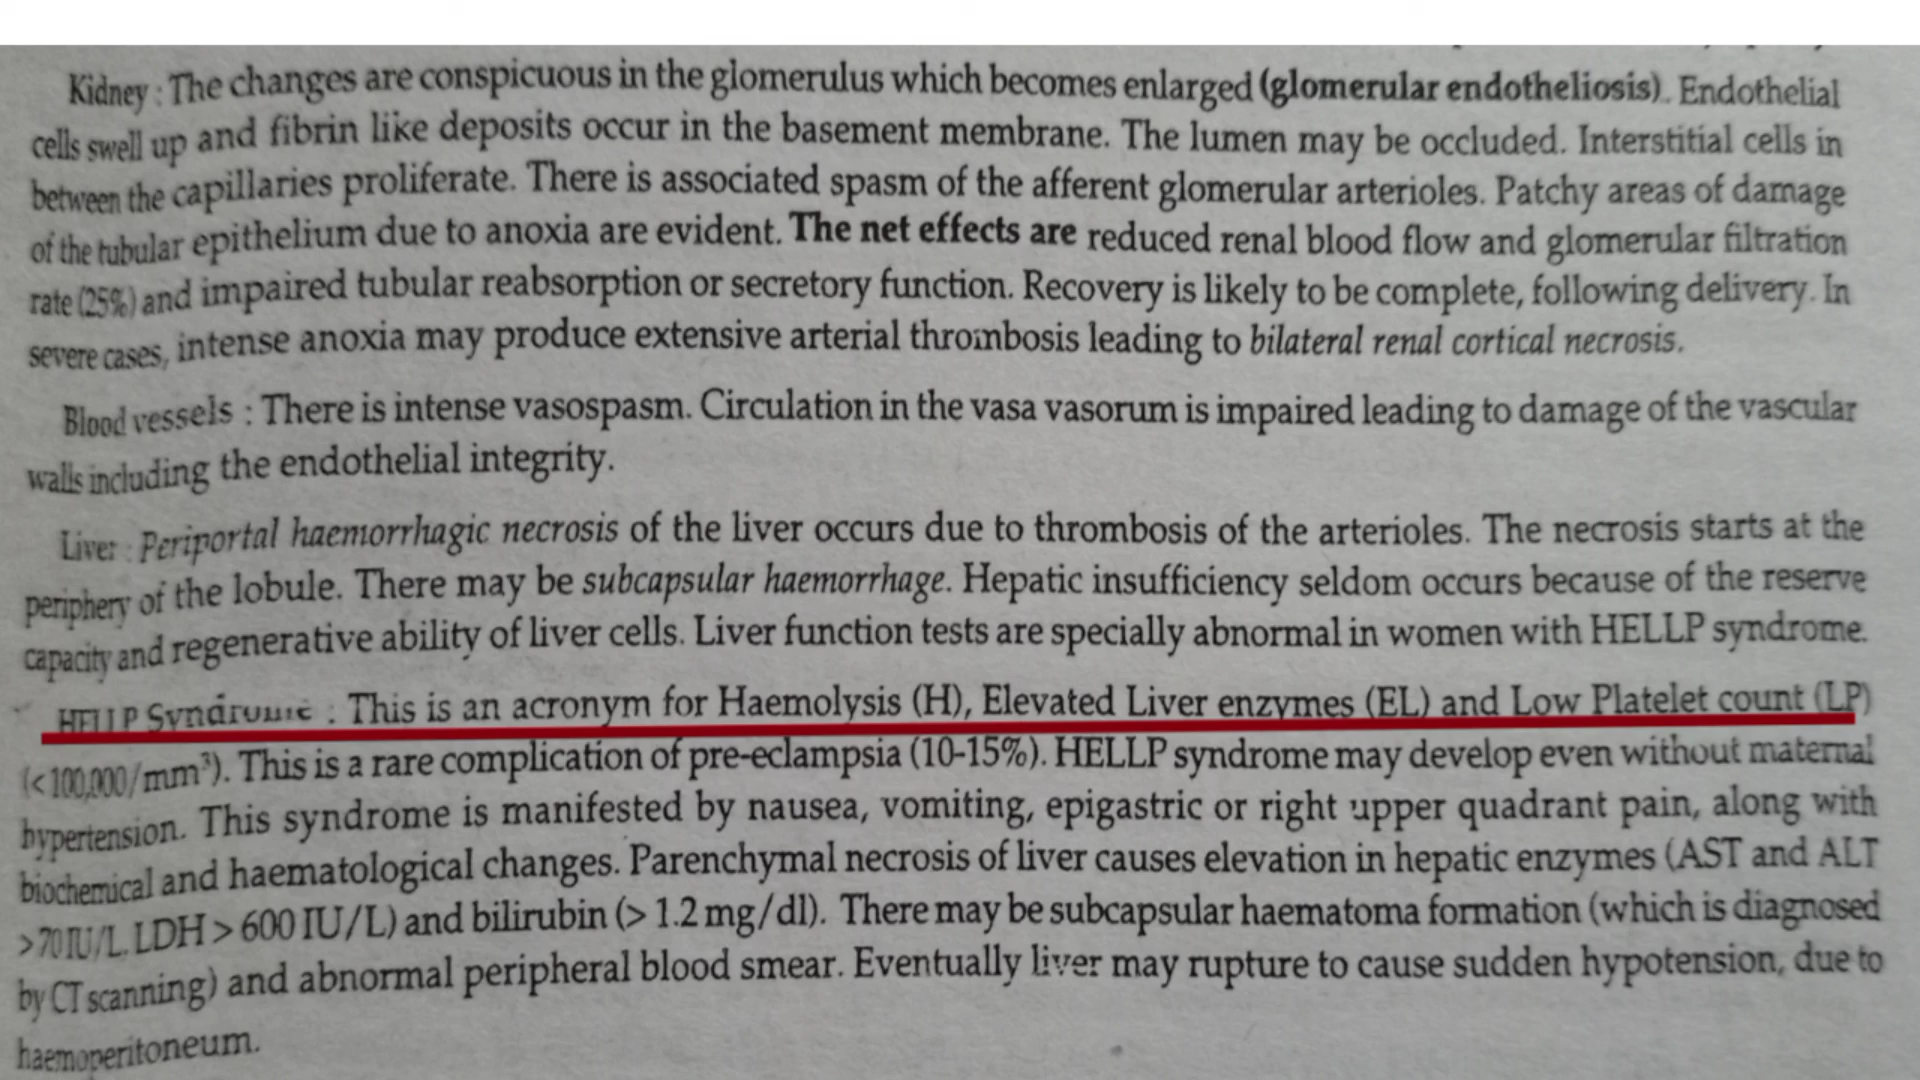 Kidney : The changes are conspicuous in the glomerulus which becomes enlarged (glomerular endotheliosis). Endothelial
cells swell up and fibrin like deposits occur in the basement membrane. The lumen may be occluded. Interstitial cells in
between the capillaries proliferate. There is associated spasm of the afferent glomerular arterioles. Patchy areas of damage
of the tubular epithelium due to anoxia are evident. The net effects are reduced renal blood flow and glomerular filtration
rate (25%) and impaired tubular reabsorption or secretory function. Recovery is likely to be complete, following delivery. In
severe cases, intense anoxia may produce extensive arterial thrombosis leading to bilateral renal cortical necrosis.
Blood vessels : There is intense vasospasm. Circulation in the vasa vasorum is impaired leading to damage of the vascular
walls including the endothelial integrity.
Liver : Periportal haemorrhagic necrosis of the liver occurs due to thrombosis of the arterioles. The necrosis starts at the
periphery of the lobule. There may be subcapsular haemorrhage. Hepatic insufficiency seldom occurs because of the reserve
capacity and regenerative ability of liver cells. Liver function tests are specially abnormal in women with HELLP syndrome.
HELLP Syndrome : This is an acronym for Haemolysis (H), Elevated Liver enzymes (EL) and Low Platelet count (LP)
(< 100,000/mm³). This is a rare complication of pre-eclampsia (10-15%). HELLP syndrome may develop even without maternal
hypertension. This syndrome is manifested by nausea, vomiting, epigastric or right upper quadrant pain, along with
biochemical and haematological changes. Parenchymal necrosis of liver causes elevation in hepatic enzymes (AST and ALT
> 70 IU/L. LDH > 600 IU/L) and bilirubin (> 1.2 mg/dl). There may be subcapsular haematoma formation (which is diagnosed
by CT scanning) and abnormal peripheral blood smear. Eventually liver may rupture to cause sudden hypotension, due to
haemoperitoneum.